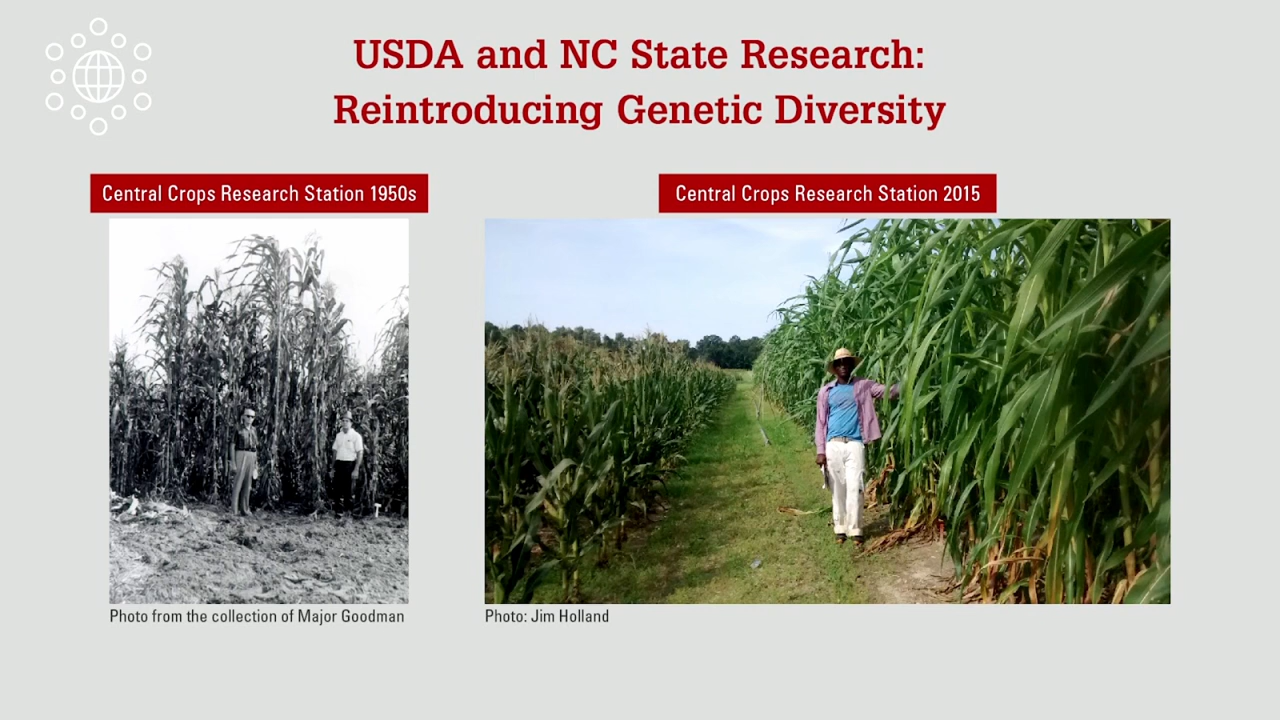 USDA and NC State Research:
Reintroducing Genetic Diversity
Central Crops Research Station 1950s
Central Crops Research Station 2015
Photo from the collection of Major Goodman
Photo: Jim Holland